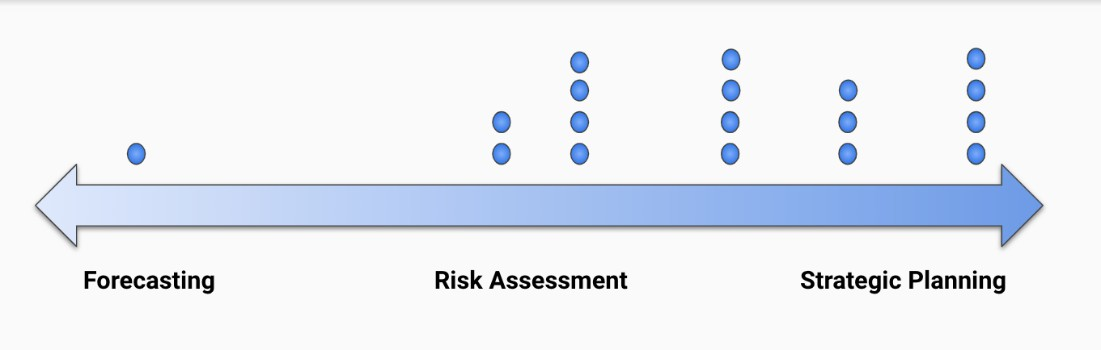 Forecasting Risk Assessment Strategic Planning